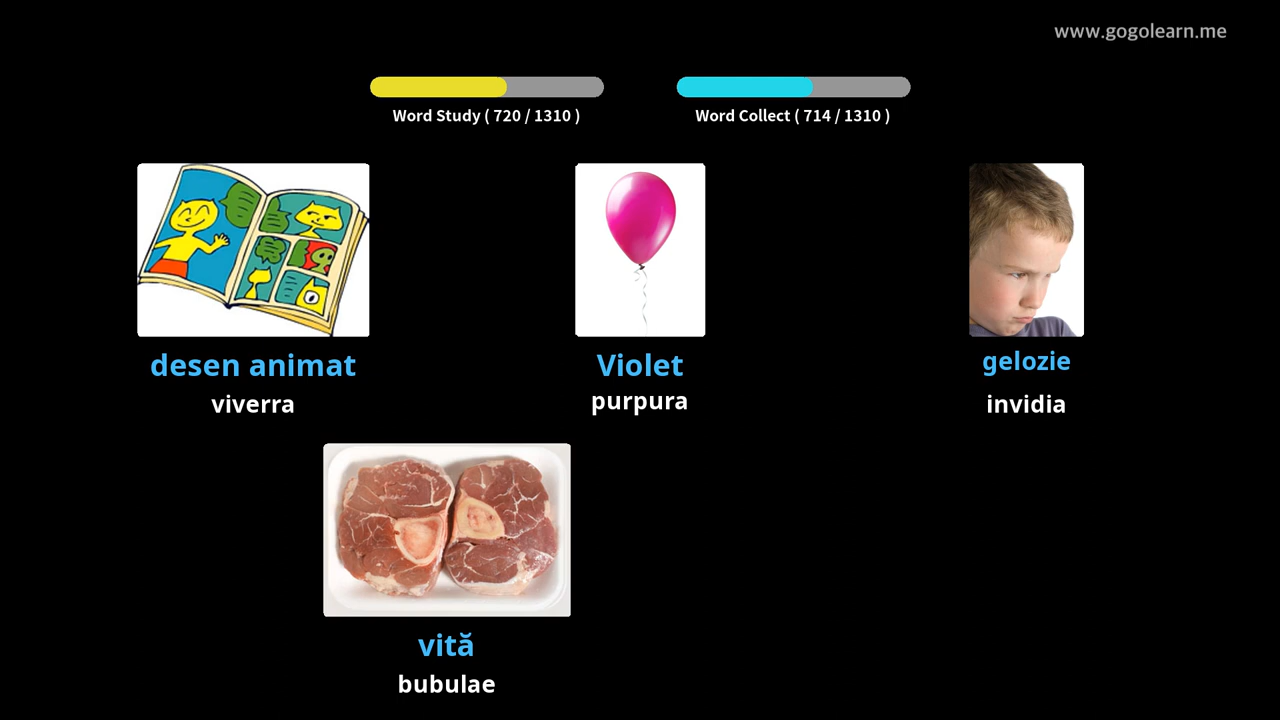 www.gogolearn.me
Word Study ( 720 / 1310 )
Word Collect ( 714 / 1310 )
desen animat
viverra
Violet
purpura
gelozie
invidia
vită
bubulae